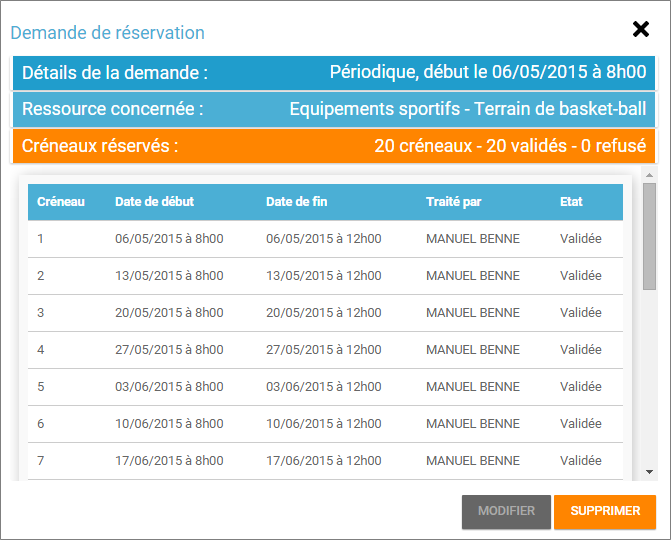 Demande de réservation
Détails de la demande : Périodique, début le 06/05/2015 à 8h00
Ressource concernée : Equipements sportifs - Terrain de basket-ball
Créneaux réservés : 20 créneaux - 20 validés - 0 refusé
Créneau Date de début Date de fin Traité par Etat
1 06/05/2015 à 8h00 06/05/2015 à 12h00 MANUEL BENNE Validée
2 13/05/2015 à 8h00 13/05/2015 à 12h00 MANUEL BENNE Validée
3 20/05/2015 à 8h00 20/05/2015 à 12h00 MANUEL BENNE Validée
4 27/05/2015 à 8h00 27/05/2015 à 12h00 MANUEL BENNE Validée
5 03/06/2015 à 8h00 03/06/2015 à 12h00 MANUEL BENNE Validée
6 10/06/2015 à 8h00 10/06/2015 à 12h00 MANUEL BENNE Validée
7 17/06/2015 à 8h00 17/06/2015 à 12h00 MANUEL BENNE Validée
MODIFIER SUPPRIMER